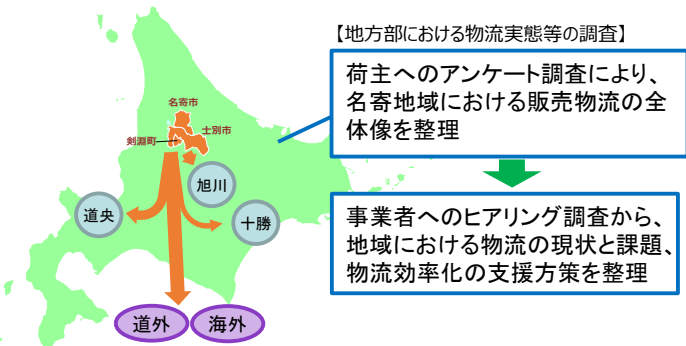 【地方部における物流実態等の調査】
荷主へのアンケート調査により、
名寄地域における販売物流の全
体像を整理
事業者へのヒアリング調査から、
地域における物流の現状と課題、
物流効率化の支援方策を整理
名寄市
士別市
剣淵町
旭川
道央
十勝
道外
海外